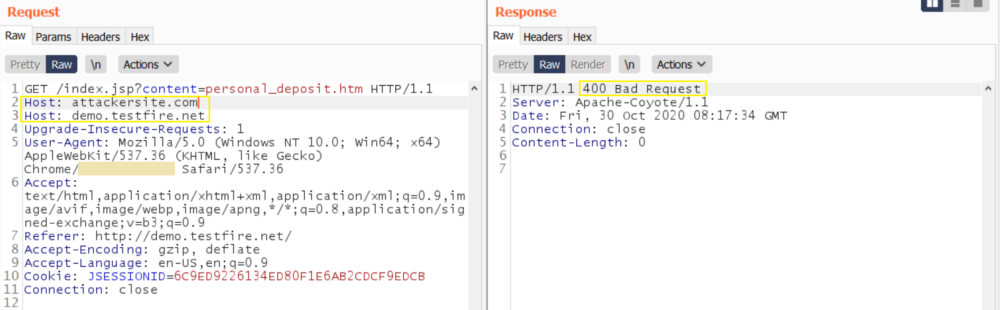 Request
Raw Params Headers Hex
Pretty Raw \n Actions
1 GET /index.jsp?content=personal_deposit.htm HTTP/1.1
2 Host: attackersite.com
3 Host: demo.testfire.net
4 Upgrade-Insecure-Requests: 1
5 User-Agent: Mozilla/5.0 (Windows NT 10.0; Win64; x64)
AppleWebKit/537.36 (KHTML, like Gecko)
Chrome/ Safari/537.36
6 Accept:
text/html,application/xhtml+xml,application/xml;q=0.9,im
age/avif,image/webp,image/apng,*/*;q=0.8,application/sig
ned-exchange;v=b3;q=0.9
7 Referer: http://demo.testfire.net/
8 Accept-Encoding: gzip, deflate
9 Accept-Language: en-US,en;q=0.9
10 Cookie: JSESSIONID=6C9ED9226134ED80F1E6AB2CDCF9EDCB
11 Connection: close
12
Response
Raw Headers Hex
Pretty Raw Render \n Actions
1 HTTP/1.1 400 Bad Request
2 Server: Apache-Coyote/1.1
3 Date: Fri, 30 Oct 2020 08:17:34 GMT
4 Connection: close
5 Content-Length: 0
6
7